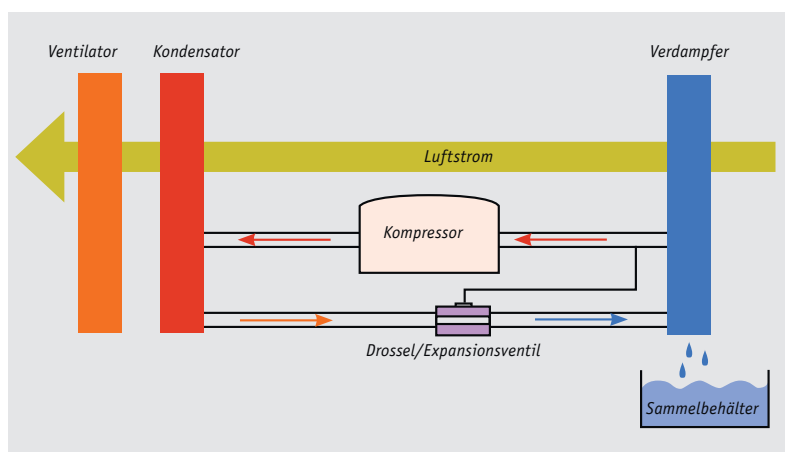 Ventilator
Kondensator
Verdampfer
Luftstrom
Kompressor
Drossel/Expansionsventil
Sammelbehälter